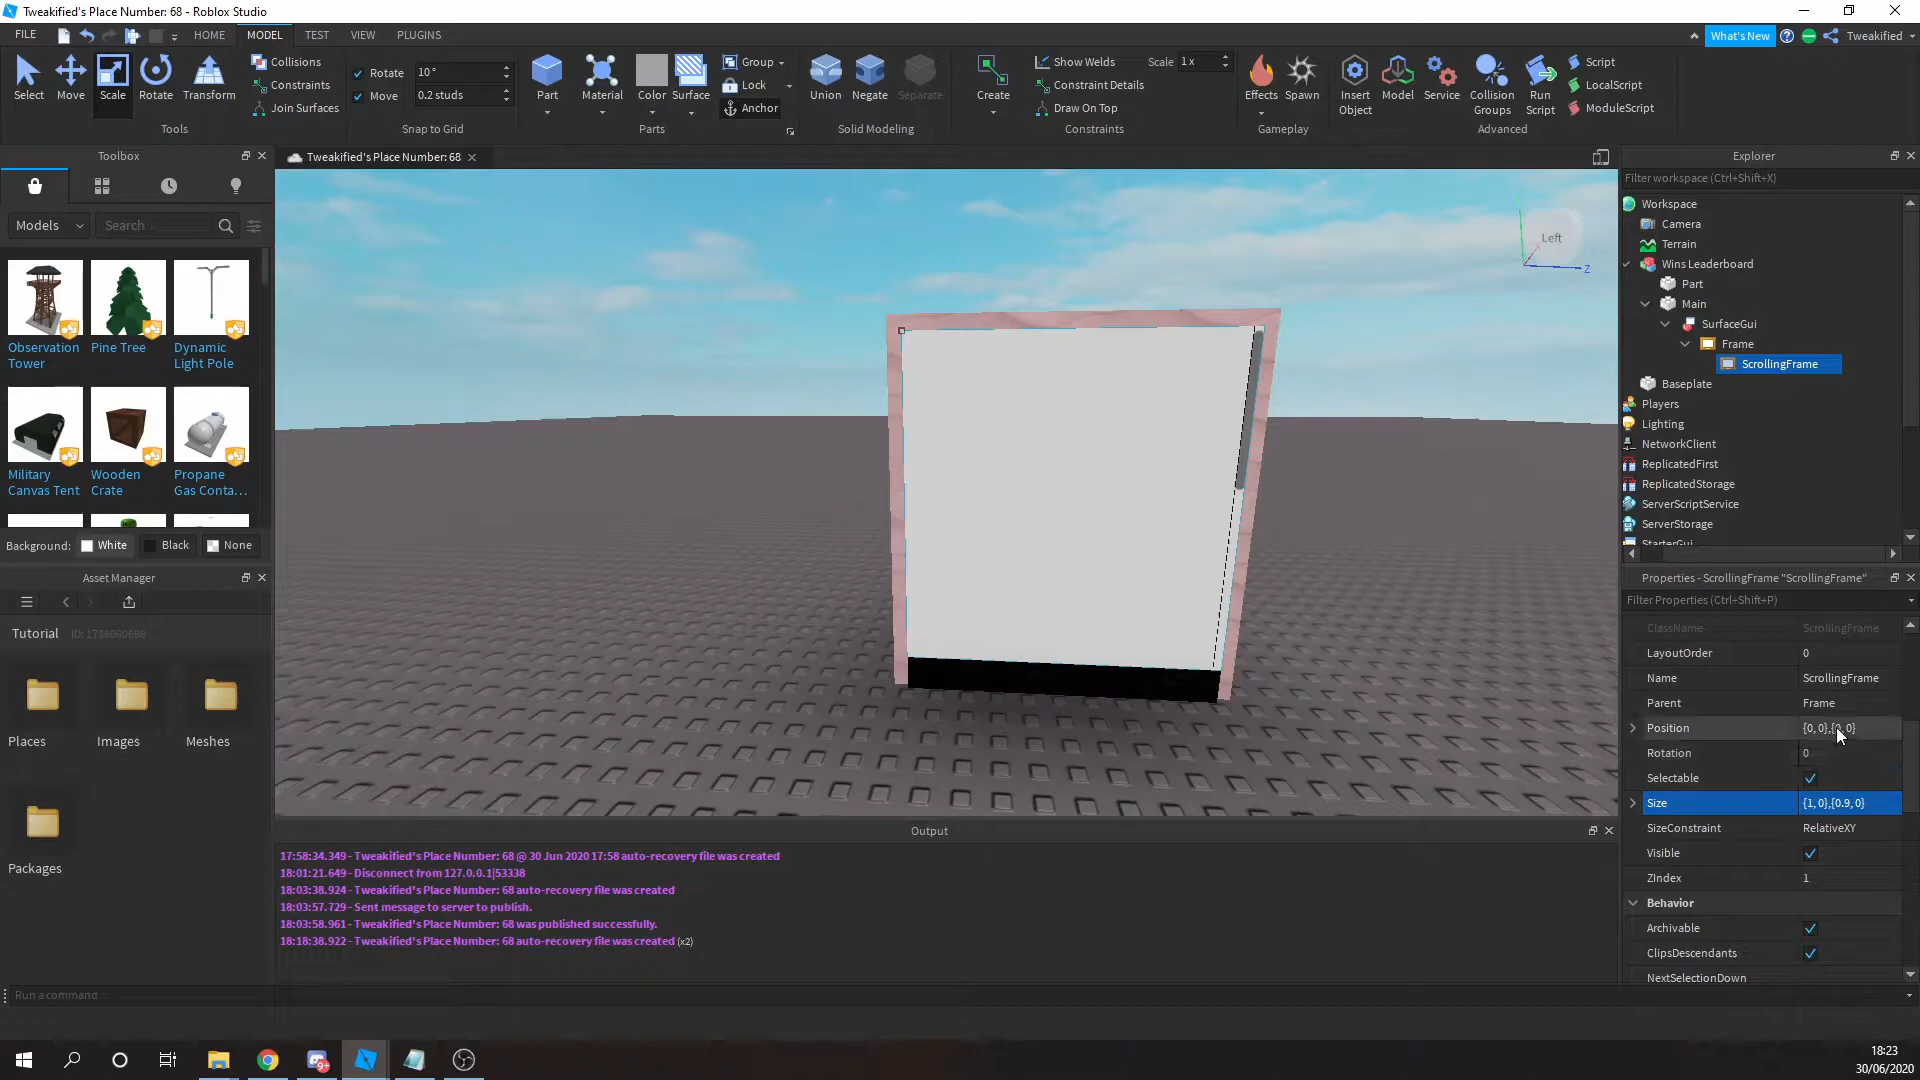 Tweakified's Place Number: 68 - Roblox Studio
FILE HOME MODEL TEST VIEW PLUGINS What's New Tweakified
Select Move Scale Rotate Transform
Collisions
Constraints
Join Surfaces
Tools
Rotate 10°
Move 0.2 studs
Snap to Grid
Part Material Color Surface
Group
Lock
Anchor
Parts
Union Negate Separate
Solid Modeling
Create
Show Welds Scale 1 x
Constraint Details
Draw On Top
Constraints
Effects Spawn
Gameplay
Insert Object Model Service Collision Groups Run Script
Script
LocalScript
ModuleScript
Advanced
Toolbox
Models Search
Observation Tower
Pine Tree
Dynamic Light Pole
Military Canvas Tent
Wooden Crate
Propane Gas Conta...
Background: White Black None
Asset Manager
Tutorial
Places Images Meshes
Packages
Tweakified's Place Number: 68
Left
Z
Output
17:58:34.349 - Tweakified's Place Number: 68 @ 30 Jun 2020 17:58 auto-recovery file was created
18:01:21.649 - Disconnect from 127.0.0.1|53338
18:03:38.924 - Tweakified's Place Number: 68 auto-recovery file was created
18:03:57.729 - Sent message to server to publish.
18:03:58.961 - Tweakified's Place Number: 68 was published successfully.
18:18:38.922 - Tweakified's Place Number: 68 auto-recovery file was created (x2)
Run a command
Explorer
Filter workspace (Ctrl+Shift+X)
Workspace
Camera
Terrain
Wins Leaderboard
Part
Main
SurfaceGui
Frame
ScrollingFrame
Baseplate
Players
Lighting
NetworkClient
ReplicatedFirst
ReplicatedStorage
ServerScriptService
ServerStorage
StarterGui
Properties - ScrollingFrame "ScrollingFrame"
Filter Properties (Ctrl+Shift+P)
ClassName ScrollingFrame
LayoutOrder 0
Name ScrollingFrame
Parent Frame
Position {0, 0},{0, 0}
Rotation 0
Selectable
Size {1, 0},{0.9, 0}
SizeConstraint RelativeXY
Visible
ZIndex 1
Behavior
Archivable
ClipsDescendants
NextSelectionDown
9+
18:23
30/06/2020